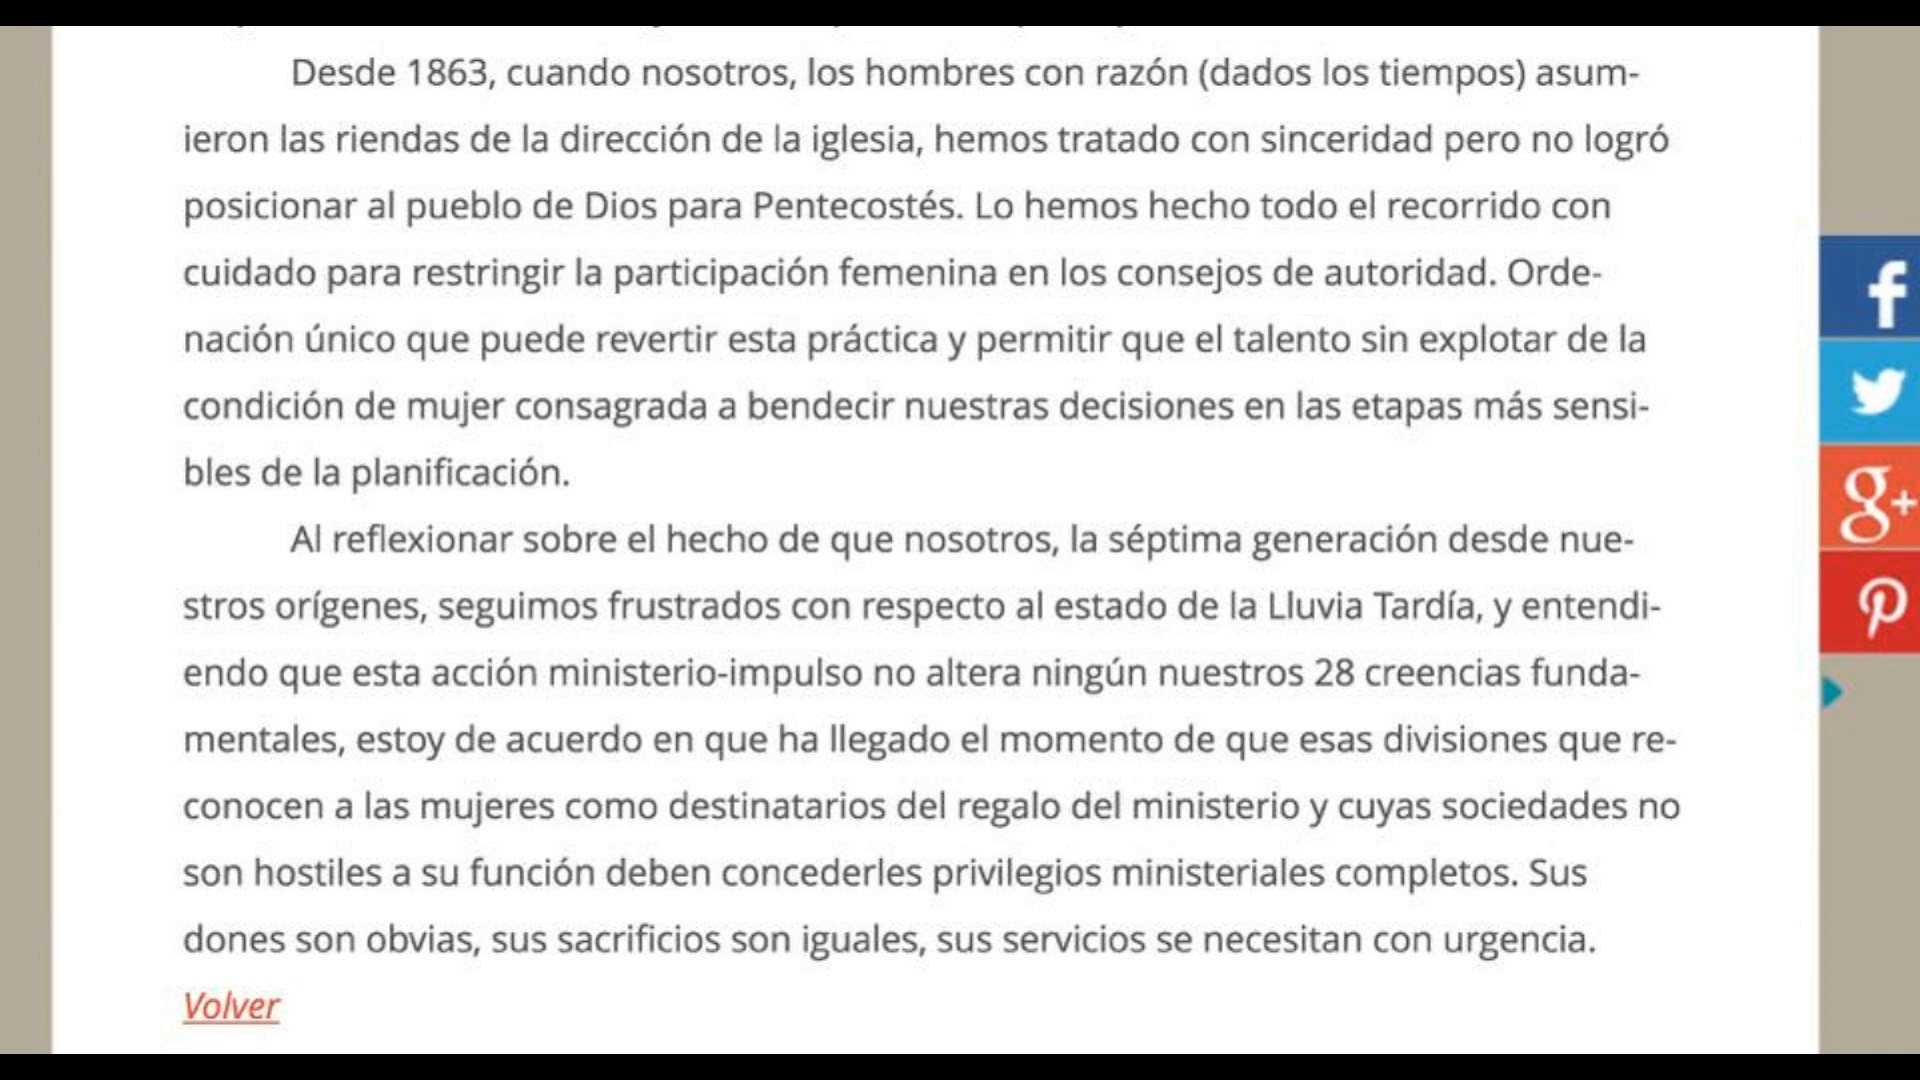 Desde 1863, cuando nosotros, los hombres con razón (dados los tiempos) asum-
ieron las riendas de la dirección de la iglesia, hemos tratado con sinceridad pero no logró
posicionar al pueblo de Dios para Pentecostés. Lo hemos hecho todo el recorrido con
cuidado para restringir la participación femenina en los consejos de autoridad. Orde-
nación único que puede revertir esta práctica y permitir que el talento sin explotar de la
condición de mujer consagrada a bendecir nuestras decisiones en las etapas más sensi-
bles de la planificación.
Al reflexionar sobre el hecho de que nosotros, la séptima generación desde nue-
stros orígenes, seguimos frustrados con respecto al estado de la Lluvia Tardía, y entendi-
endo que esta acción ministerio-impulso no altera ningún nuestros 28 creencias funda-
mentales, estoy de acuerdo en que ha llegado el momento de que esas divisiones que re-
conocen a las mujeres como destinatarios del regalo del ministerio y cuyas sociedades no
son hostiles a su función deben concederles privilegios ministeriales completos. Sus
dones son obvias, sus sacrificios son iguales, sus servicios se necesitan con urgencia.
Volver
f
g+